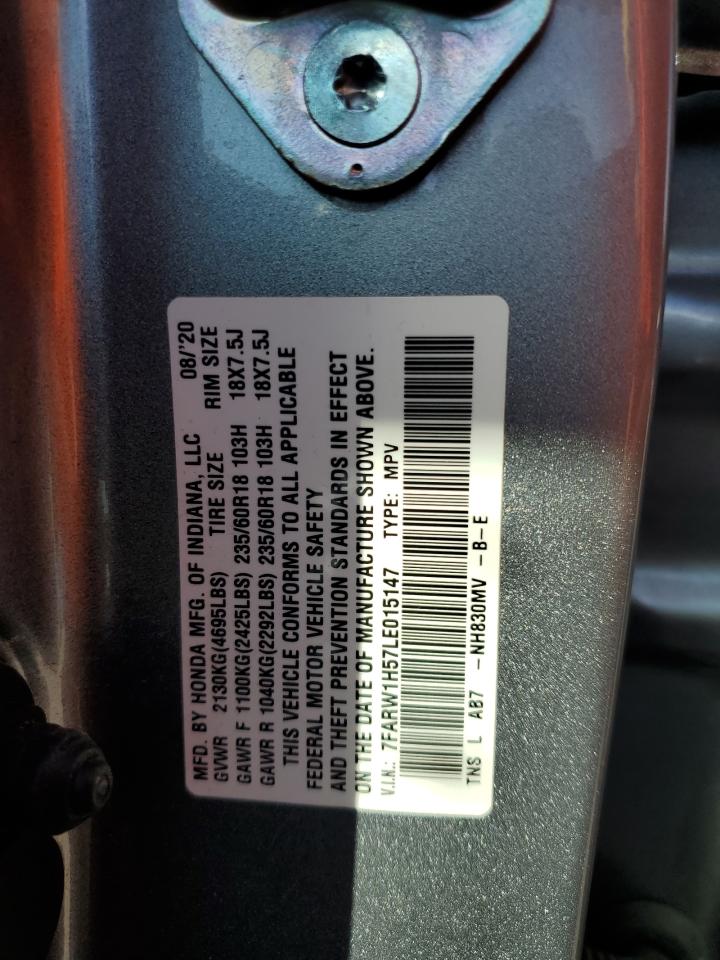 MFD. BY HONDA MFG. OF INDIANA, LLC 08/'20
GVWR 2130KG(4695LBS) TIRE SIZE RIM SIZE
GAWR F 1100KG(2425LBS) 235/60R18 103H 18X7.5J
GAWR R 1040KG(2292LBS) 235/60R18 103H 18X7.5J
THIS VEHICLE CONFORMS TO ALL APPLICABLE
FEDERAL MOTOR VEHICLE SAFETY
AND THEFT PREVENTION STANDARDS IN EFFECT
ON THE DATE OF MANUFACTURE SHOWN ABOVE.
V.I.N.: 7FARW1H57LE015147 TYPE: MPV
TNS L AB7 -NH830MV -B-E